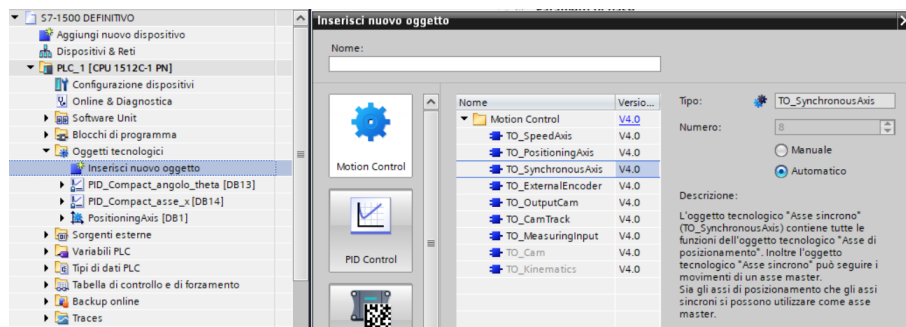 S7-1500 DEFINITIVO
Aggiungi nuovo dispositivo
Dispositivi & Reti
PLC_1 [CPU 1512C-1 PN]
Configurazione dispositivi
Online & Diagnostica
Software Unit
Blocchi di programma
Oggetti tecnologici
Inserisci nuovo oggetto
PID_Compact_angolo_theta [DB13]
PID_Compact_asse_x [DB14]
PositioningAxis [DB1]
Sorgenti esterne
Variabili PLC
Tipi di dati PLC
Tabella di controllo e di forzamento
Backup online
Traces
Inserisci nuovo oggetto
Nome:
Motion Control
PID Control
Nome Versio...
Motion Control V4.0
TO_SpeedAxis V4.0
TO_PositioningAxis V4.0
TO_SynchronousAxis V4.0
TO_ExternalEncoder V4.0
TO_OutputCam V4.0
TO_CamTrack V4.0
TO_MeasuringInput V4.0
TO_Cam V4.0
TO_Kinematics V4.0
Tipo: TO_SynchronousAxis
Numero: 8
Manuale
Automatico
Descrizione:
L'oggetto tecnologico "Asse sincrono"
(TO_SynchronousAxis) contiene tutte le
funzioni dell'oggetto tecnologico "Asse di
posizionamento". Inoltre l'oggetto
tecnologico "Asse sincrono" può seguire i
movimenti di un asse master.
Sia gli assi di posizionamento che gli assi
sincroni si possono utilizzare come asse
master.